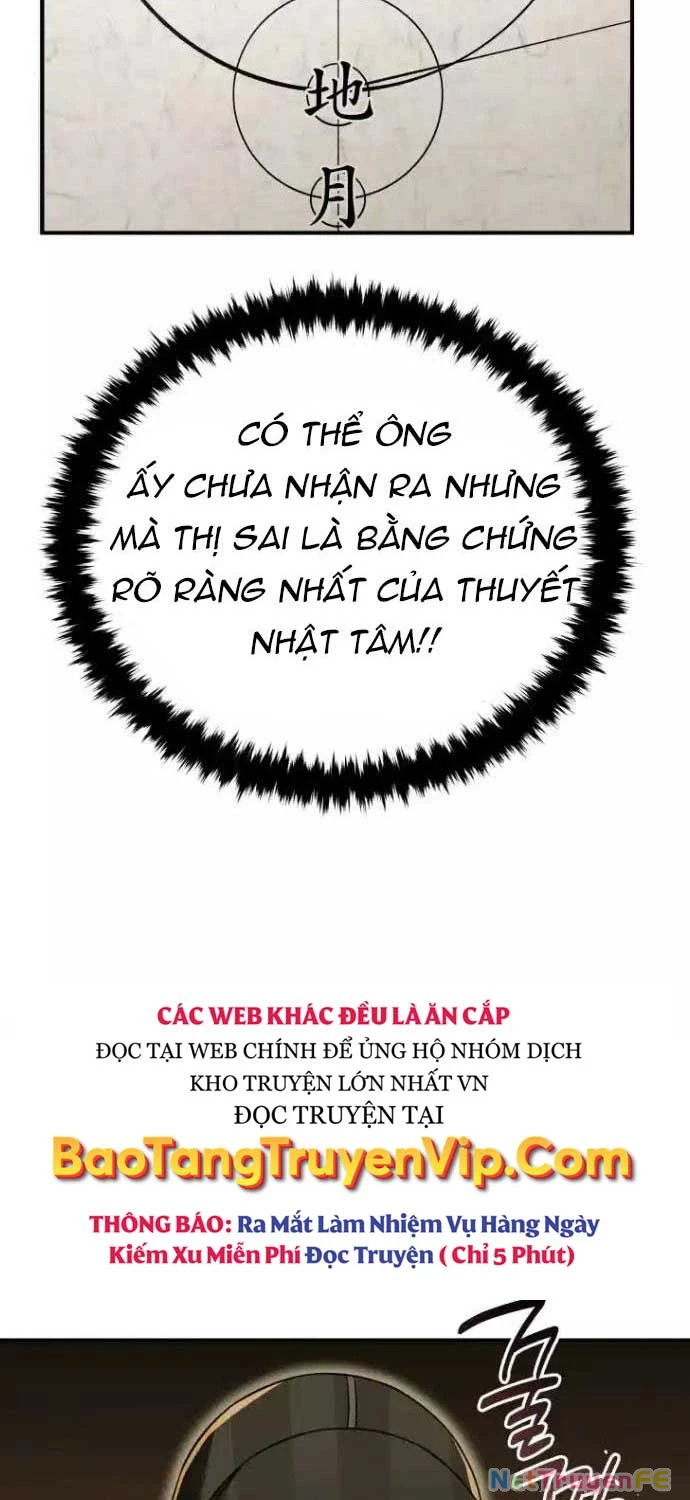 地
月
CÓ THỂ ÔNG
ẤY CHƯA NHẬN RA NHƯNG
MÀ THỊ SAI LÀ BẰNG CHỨNG
RÕ RÀNG NHẤT CỦA THUYẾT
NHẬT TÂM!!
CÁC WEB KHÁC ĐỀU LÀ ĂN CẮP
ĐỌC TẠI WEB CHÍNH ĐỂ ỦNG HỘ NHÓM DỊCH
KHO TRUYỆN LỚN NHẤT VN
ĐỌC TRUYỆN TẠI
BaoTangTruyenVip.Com
THÔNG BÁO: Ra Mắt Làm Nhiệm Vụ Hàng Ngày
Kiếm Xu Miễn Phí Đọc Truyện ( Chỉ 5 Phút)
NetTruyenFE